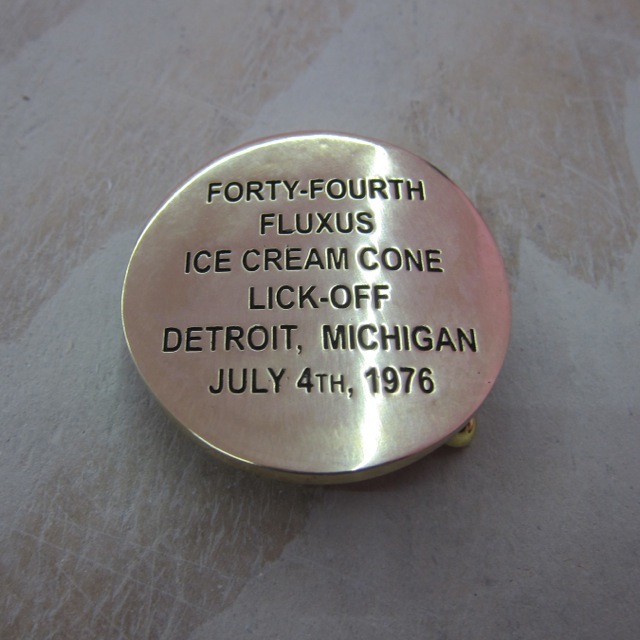 FORTY-FOURTH
FLUXUS
ICE CREAM CONE
LICK-OFF
DETROIT, MICHIGAN
JULY 4TH, 1976